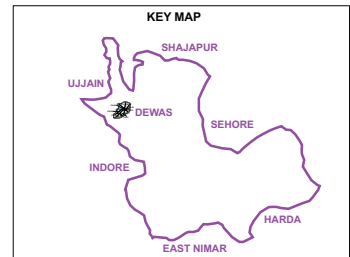 KEY MAP
SHAJAPUR
UJJAIN
DEWAS
SEHORE
INDORE
HARDA
EAST NIMAR